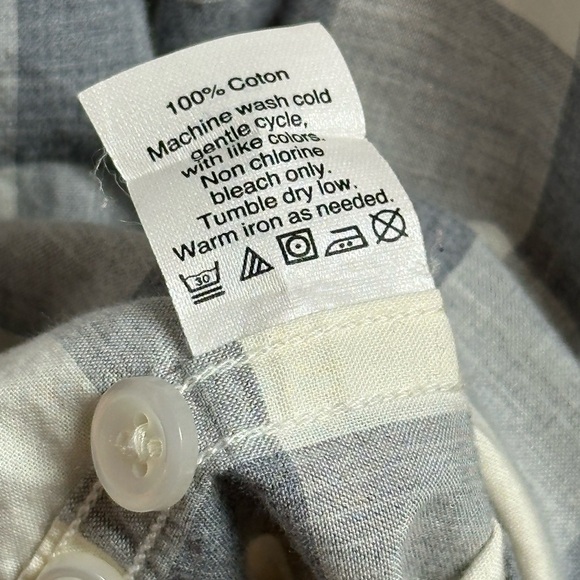 100% Coton
Machine wash cold
gentle cycle,
with like colors.
Non chlorine
bleach only.
Tumble dry low.
Warm iron as needed.
30